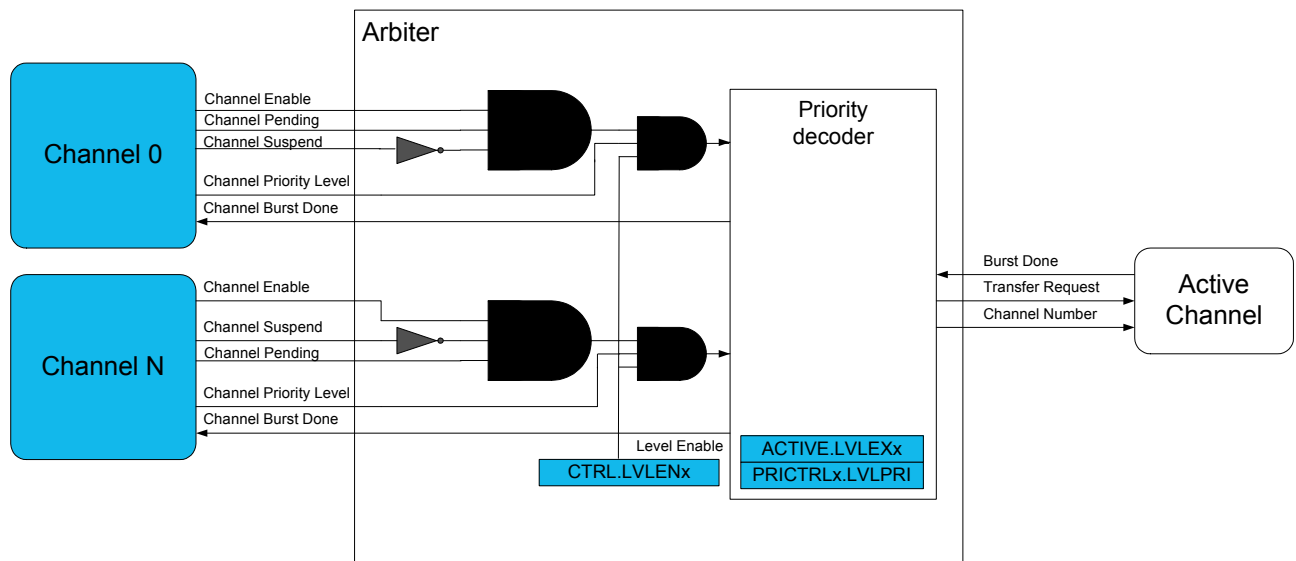 Arbiter
Channel 0
Channel Enable
Channel Pending
Channel Suspend
Channel Priority Level
Channel Burst Done
Priority
decoder
Channel N
Channel Enable
Channel Suspend
Channel Pending
Channel Priority Level
Channel Burst Done
Level Enable
CTRL.LVLENx
ACTIVE.LVLEXx
PRICTRLx.LVLPRI
Burst Done
Transfer Request
Channel Number
Active
Channel